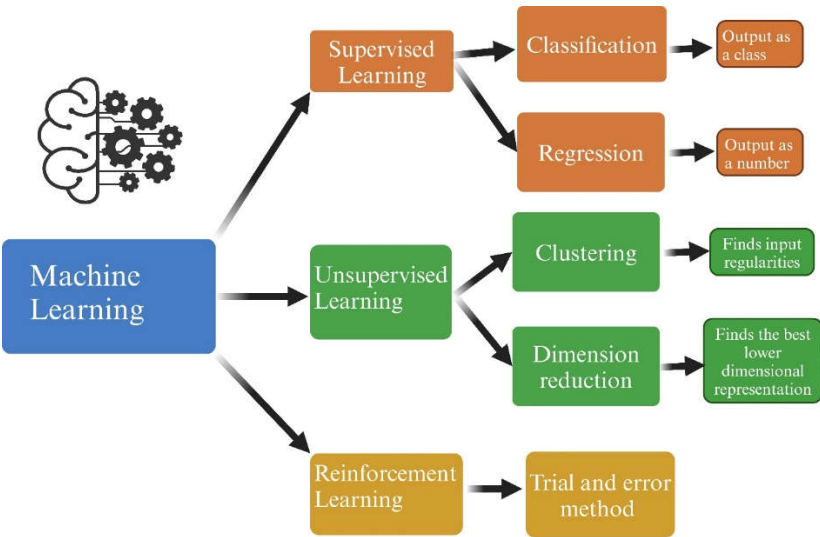 Supervised
Learning
Classification
Output as
a class
Regression
Output as
a number
Machine
Learning
Unsupervised
Learning
Clustering
Finds input
regularities
Dimension
reduction
Finds the best
lower
dimensional
representation
Reinforcement
Learning
Trial and error
method